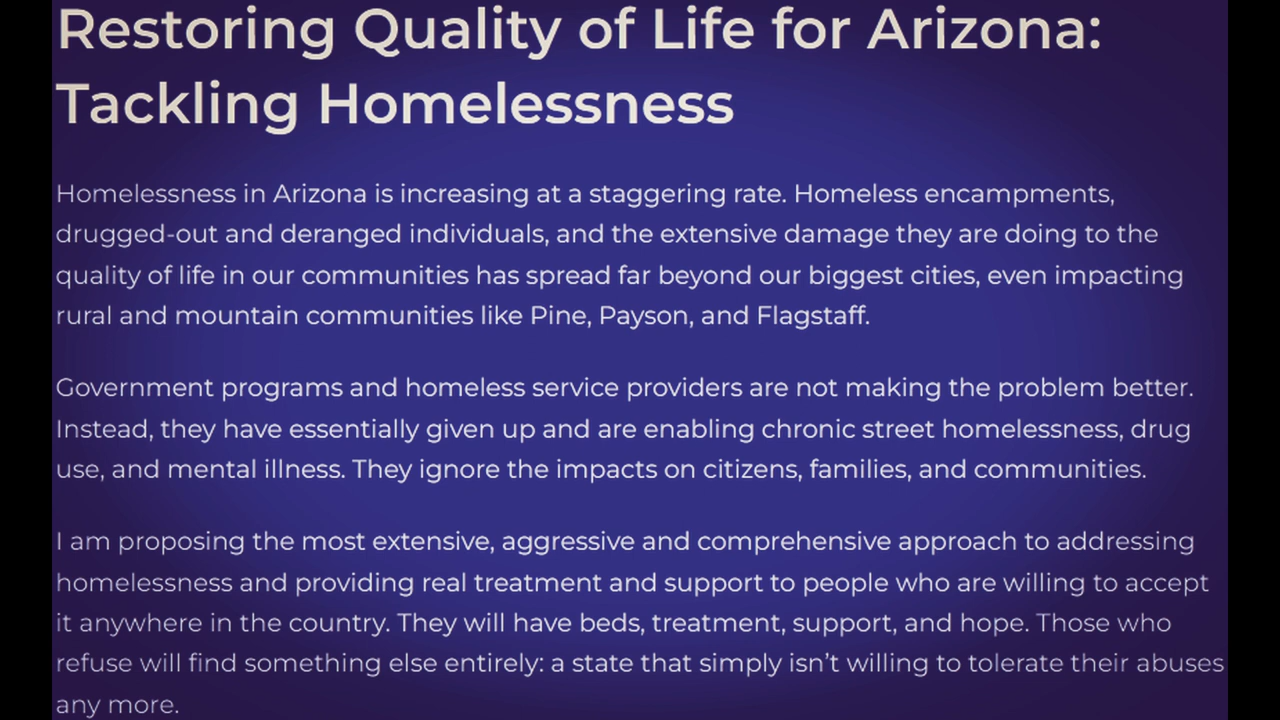 Restoring Quality of Life for Arizona:
Tackling Homelessness
Homelessness in Arizona is increasing at a staggering rate. Homeless encampments,
drugged-out and deranged individuals, and the extensive damage they are doing to the
quality of life in our communities has spread far beyond our biggest cities, even impacting
rural and mountain communities like Pine, Payson, and Flagstaff.
Government programs and homeless service providers are not making the problem better.
Instead, they have essentially given up and are enabling chronic street homelessness, drug
use, and mental illness. They ignore the impacts on citizens, families, and communities.
I am proposing the most extensive, aggressive and comprehensive approach to addressing
homelessness and providing real treatment and support to people who are willing to accept
it anywhere in the country. They will have beds, treatment, support, and hope. Those who
refuse will find something else entirely: a state that simply isn’t willing to tolerate their abuses
any more.